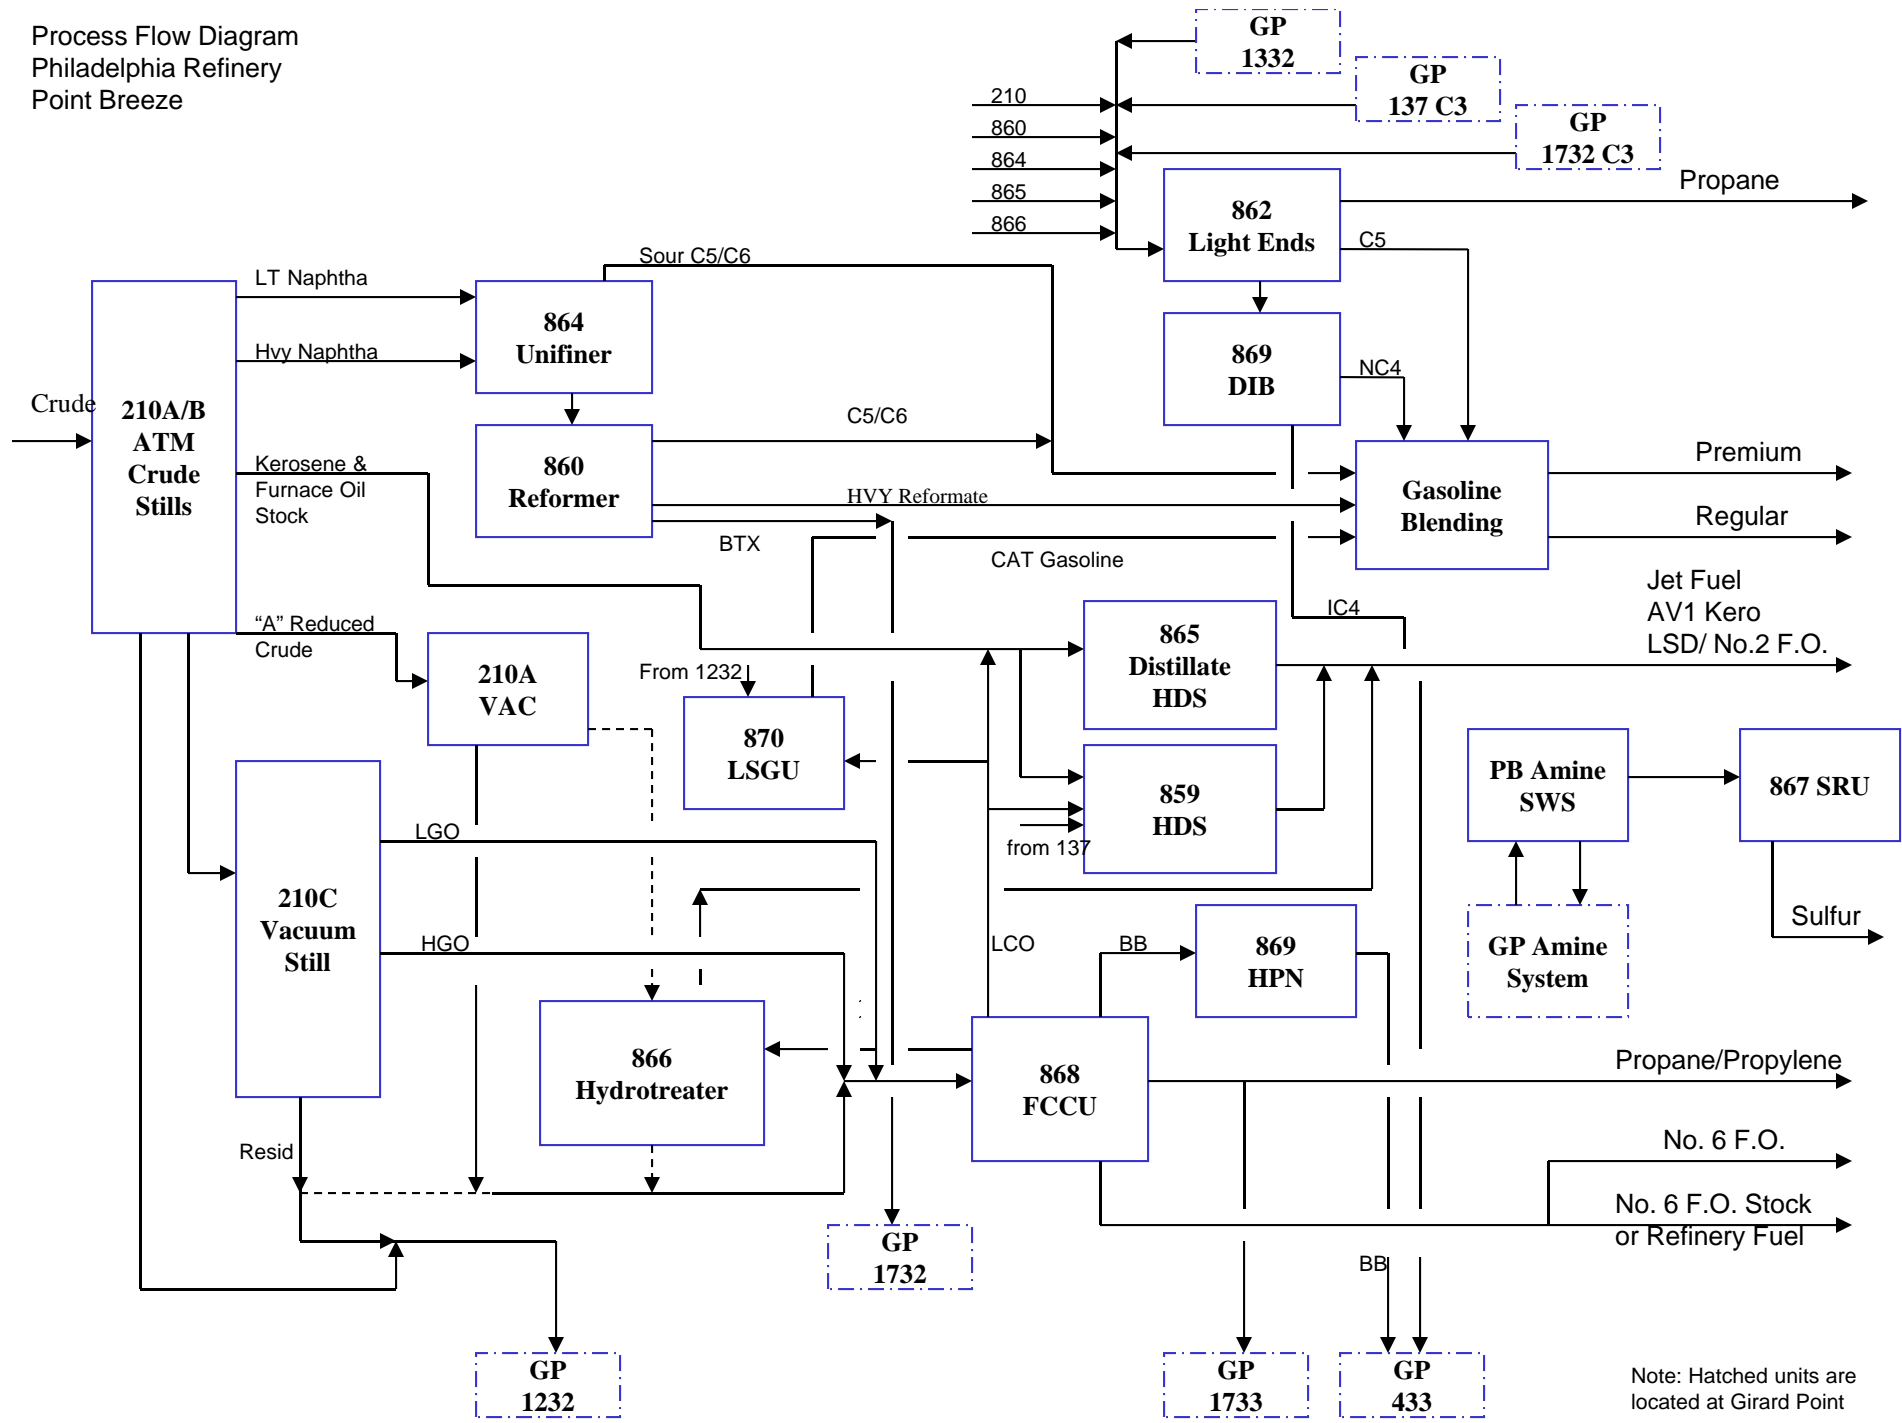 Process Flow Diagram
Philadelphia Refinery
Point Breeze
GP
1332
GP
137 C3
GP
1732 C3
210
860
864
865
866
862
Light Ends
Propane
C5
Sour C5/C6
LT Naphtha
Hvy Naphtha
864
Unifiner
869
DIB
NC4
Crude
210A/B
ATM
Crude
Stills
C5/C6
860
Reformer
Kerosene &
Furnace Oil
Stock
HVY Reformate
BTX
CAT Gasoline
Gasoline
Blending
Premium
Regular
Jet Fuel
AV1 Kero
LSD/ No.2 F.O.
IC4
“A” Reduced
Crude
210A
VAC
From 1232
870
LSGU
865
Distillate
HDS
859
HDS
from 137
PB Amine
SWS
867 SRU
Sulfur
GP Amine
System
LGO
210C
Vacuum
Still
HGO
LCO
BB
869
HPN
866
Hydrotreater
868
FCCU
Propane/Propylene
No. 6 F.O.
No. 6 F.O. Stock
or Refinery Fuel
Resid
GP
1732
BB
GP
1232
GP
1733
GP
433
Note: Hatched units are
located at Girard Point